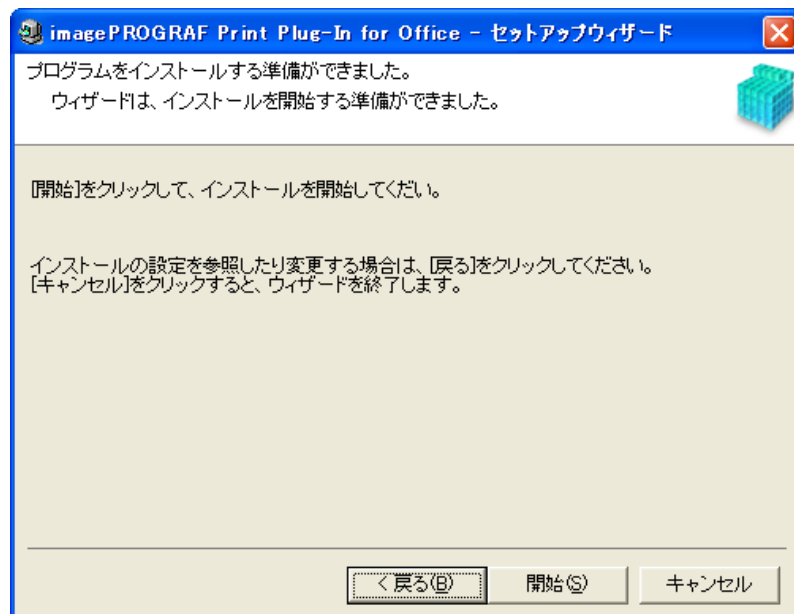 imagePROGRAF Print Plug-In for Office - セットアップウィザード
プログラムをインストールする準備ができました。
ウィザードは、インストールを開始する準備ができました。
[開始]をクリックして、インストールを開始してくだい。
インストールの設定を参照したり変更する場合は、[戻る]をクリックしてください。
[キャンセル]をクリックすると、ウィザードを終了します。
< 戻る(B) 開始(S) キャンセル